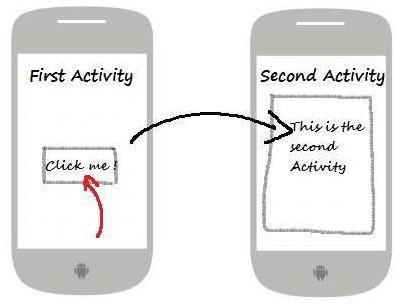 First Activity
Click me !
Second Activity
This is the
second
Activity